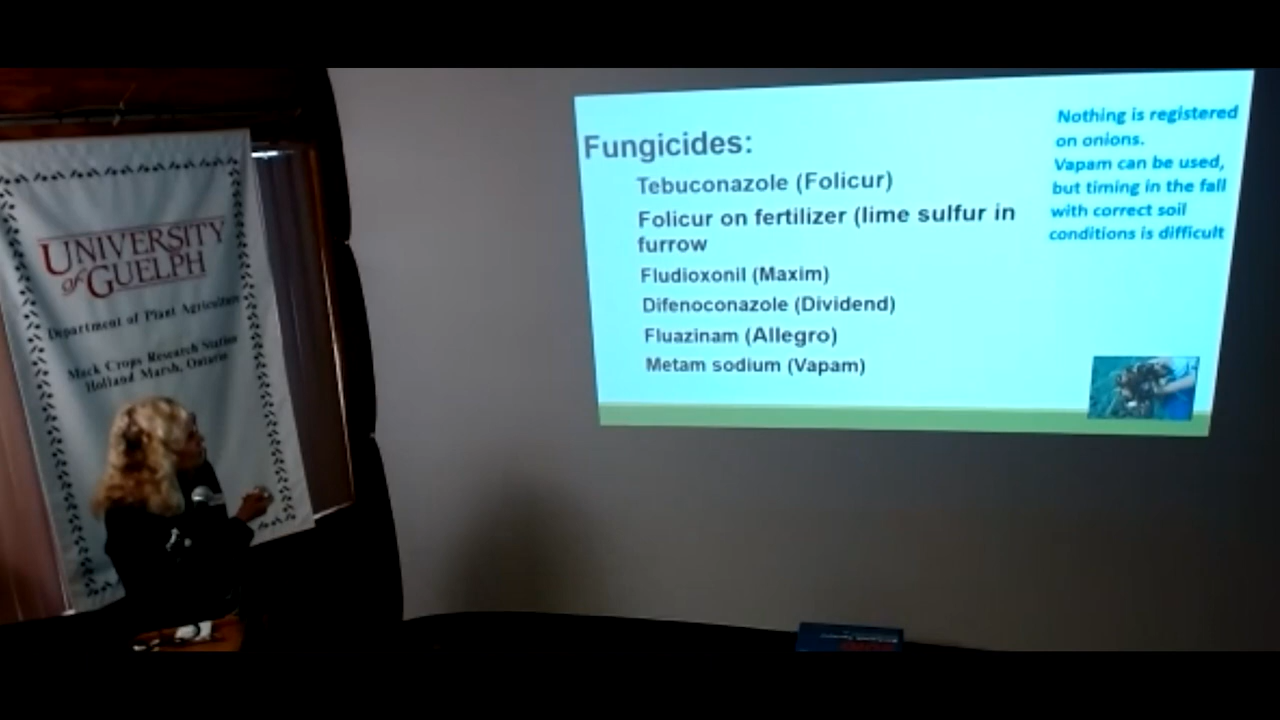 UNIVERSITY
of GUELPH
Department of Plant Agriculture
Muck Crops Research Station
Holland Marsh, Ontario
Fungicides:
Tebuconazole (Folicur)
Folicur on fertilizer (lime sulfur in
furrow
Fludioxonil (Maxim)
Difenoconazole (Dividend)
Fluazinam (Allegro)
Metam sodium (Vapam)
Nothing is registered
on onions.
Vapam can be used,
but timing in the fall
with correct soil
conditions is difficult